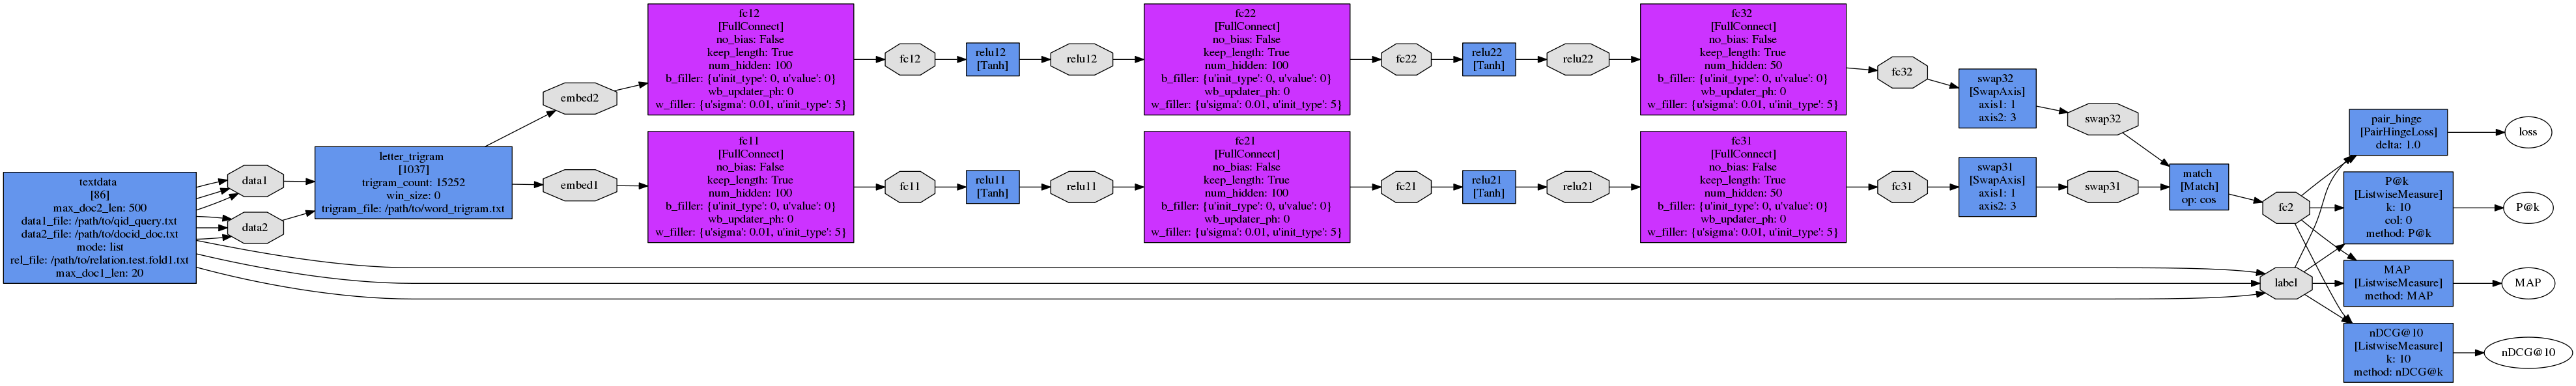 textdata
[86]
max_doc2_len: 500
data1_file: /path/to/qid_query.txt
data2_file: /path/to/docid_doc.txt
mode: list
rel_file: /path/to/relation.test.fold1.txt
max_doc1_len: 20
data1
data2
letter_trigram
[1037]
trigram_count: 15252
win_size: 0
trigram_file: /path/to/word_trigram.txt
embed2
embed1
fc12
[FullConnect]
no_bias: False
keep_length: True
num_hidden: 100
b_filler: {u'init_type': 0, u'value': 0}
wb_updater_ph: 0
w_filler: {u'sigma': 0.01, u'init_type': 5}
fc11
[FullConnect]
no_bias: False
keep_length: True
num_hidden: 100
b_filler: {u'init_type': 0, u'value': 0}
wb_updater_ph: 0
w_filler: {u'sigma': 0.01, u'init_type': 5}
fc12
fc11
relu12
[Tanh]
relu11
[Tanh]
relu12
relu11
fc22
[FullConnect]
no_bias: False
keep_length: True
num_hidden: 100
b_filler: {u'init_type': 0, u'value': 0}
wb_updater_ph: 0
w_filler: {u'sigma': 0.01, u'init_type': 5}
fc21
[FullConnect]
no_bias: False
keep_length: True
num_hidden: 100
b_filler: {u'init_type': 0, u'value': 0}
wb_updater_ph: 0
w_filler: {u'sigma': 0.01, u'init_type': 5}
fc22
fc21
relu22
[Tanh]
relu21
[Tanh]
relu22
relu21
fc32
[FullConnect]
no_bias: False
keep_length: True
num_hidden: 50
b_filler: {u'init_type': 0, u'value': 0}
wb_updater_ph: 0
w_filler: {u'sigma': 0.01, u'init_type': 5}
fc31
[FullConnect]
no_bias: False
keep_length: True
num_hidden: 50
b_filler: {u'init_type': 0, u'value': 0}
wb_updater_ph: 0
w_filler: {u'sigma': 0.01, u'init_type': 5}
fc32
fc31
swap32
[SwapAxis]
axis1: 1
axis2: 3
swap31
[SwapAxis]
axis1: 1
axis2: 3
swap32
swap31
match
[Match]
op: cos
fc2
label
pair_hinge
[PairHingeLoss]
delta: 1.0
P@k
[ListwiseMeasure]
k: 10
col: 0
method: P@k
MAP
[ListwiseMeasure]
method: MAP
nDCG@10
[ListwiseMeasure]
k: 10
method: nDCG@k
loss
P@k
MAP
nDCG@10